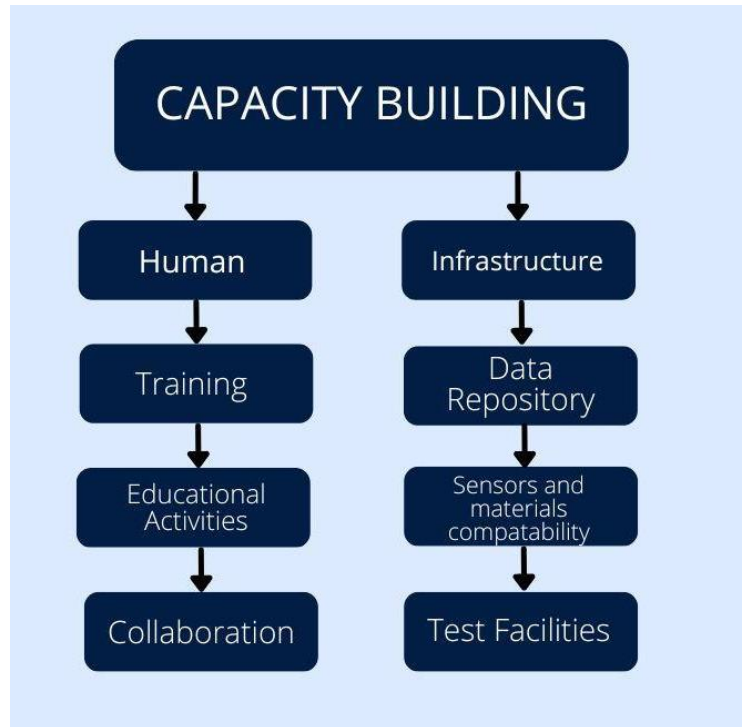 CAPACITY BUILDING
Human
Infrastructure
Training
Data
Repository
Educational
Activities
Sensors and
materials
compatability
Collaboration
Test Facilities